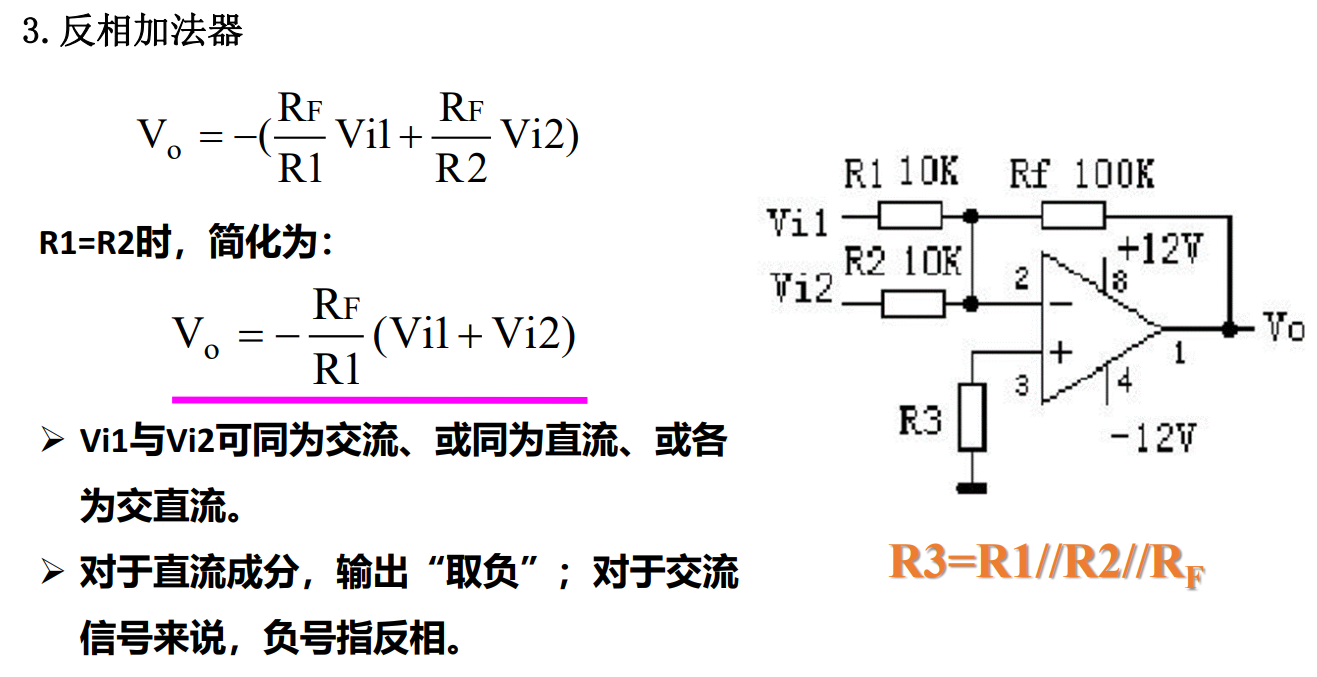 3. 反相加法器
Vo = -(RF/R1 Vi1 + RF/R2 Vi2)
R1=R2时，简化为：
Vo = - RF/R1 (Vi1 + Vi2)
➢ Vi1与Vi2可同为交流、或同为直流、或各
为交直流。
➢ 对于直流成分，输出“取负”；对于交流
信号来说，负号指反相。
R1 10K Rf 100K
Vi1
+12V
R2 10K
Vi2
2
8
-
Vo
+
1
3
4
R3
-12V
R3=R1//R2//RF